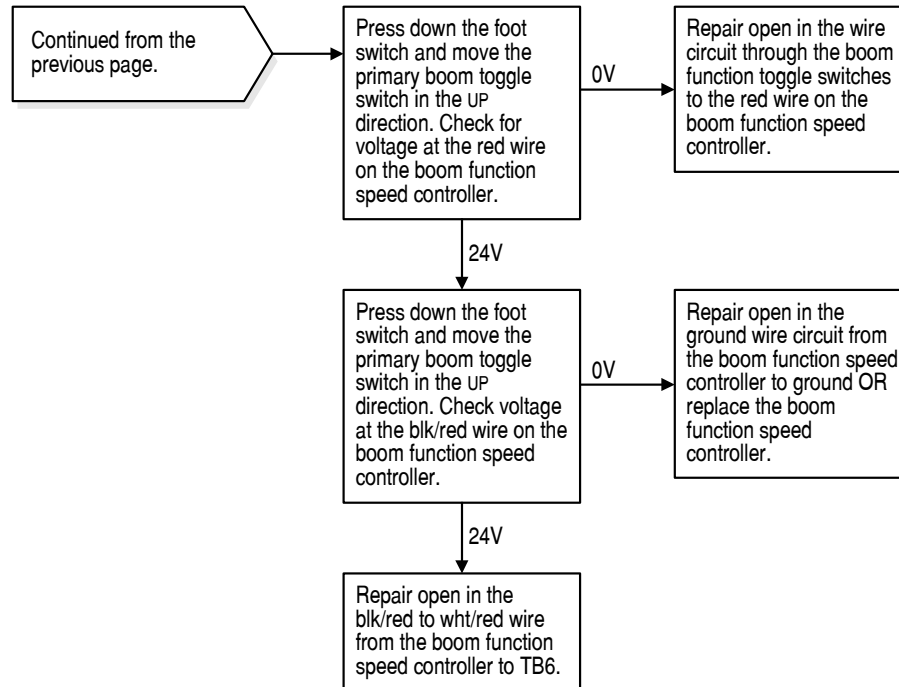 Continued from the
previous page.
Press down the foot
switch and move the
primary boom toggle
switch in the UP
direction. Check for
voltage at the red wire
on the boom function
speed controller.
0V
Repair open in the wire
circuit through the boom
function toggle switches
to the red wire on the
boom function speed
controller.
24V
Press down the foot
switch and move the
primary boom toggle
switch in the UP
direction. Check voltage
at the blk/red wire on the
boom function speed
controller.
0V
Repair open in the
ground wire circuit from
the boom function speed
controller to ground OR
replace the boom
function speed
controller.
24V
Repair open in the
blk/red to wht/red wire
from the boom function
speed controller to TB6.